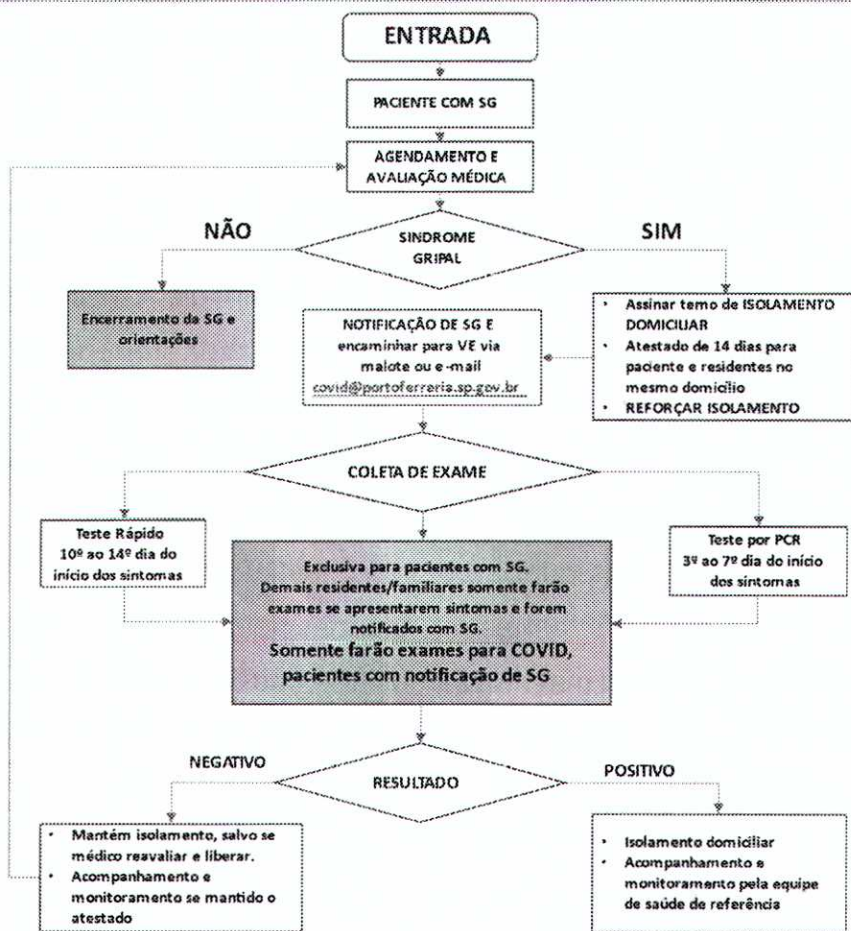 ENTRADA
PACIENTE COM SG
AGENDAMENTO E
AVALIAÇÃO MÉDICA
NÃO
SINDROME
GRIPAL
SIM
Encerramento da SG e
orientações
NOTIFICAÇÃO DE SG E
encaminhar para VE via
malote ou e-mail
covid@portoferreria.sp.gov.br
• Assinar temo de ISOLAMENTO
DOMICILIAR
• Atestado de 14 dias para
paciente e residentes no
mesmo domicílio
• REFORÇAR ISOLAMENTO
COLETA DE EXAME
Teste Rápido
10º ao 14º dia do
início dos sintomas
Exclusiva para pacientes com SG.
Demais residentes/familiares somente farão
exames se apresentarem sintomas e forem
notificados com SG.
Somente farão exames para COVID,
pacientes com notificação de SG
Teste por PCR
3º ao 7º dia do início
dos sintomas
NEGATIVO
RESULTADO
POSITIVO
• Mantém isolamento, salvo se
médico reavaliar e liberar.
• Acompanhamento e
monitoramento se mantido o
atestado
• Isolamento domiciliar
• Acompanhamento e
monitoramento pela equipe
de saúde de referência